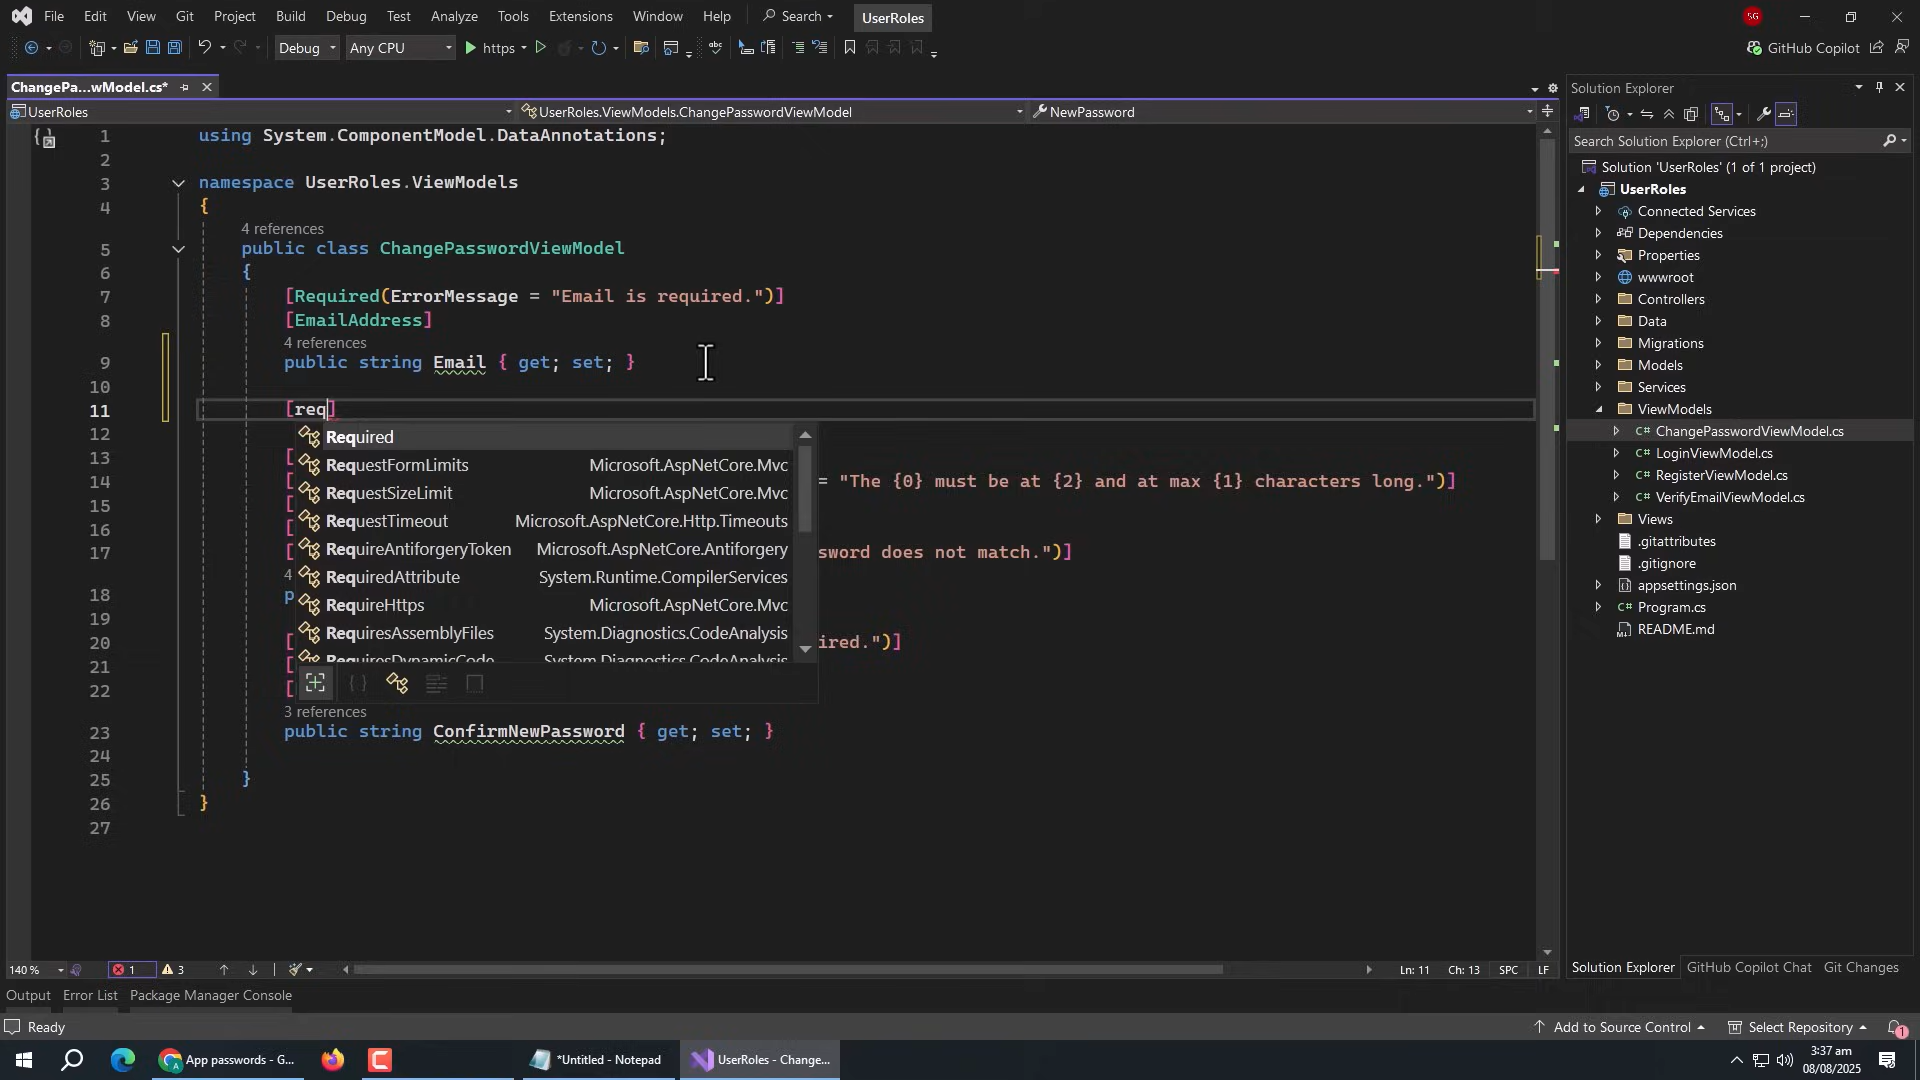 File Edit View Git Project Build Debug Test Analyze Tools Extensions Window Help Search UserRoles SG
Debug Any CPU https GitHub Copilot
ChangePa...wModel.cs*
UserRoles UserRoles.ViewModels.ChangePasswordViewModel NewPassword
1 using System.ComponentModel.DataAnnotations;
2
3 namespace UserRoles.ViewModels
4 {
4 references
5 public class ChangePasswordViewModel
6 {
7 [Required(ErrorMessage = "Email is required.")]
8 [EmailAddress]
4 references
9 public string Email { get; set; }
10
11 [req]
12
13 [
14 [ = "The {0} must be at {2} and at max {1} characters long.")]
15 [
16 [
17 [ sword does not match.")]
4
18 p
19
20 [ ired.")]
21 [
22 [
3 references
23 public string ConfirmNewPassword { get; set; }
24
25 }
26 }
27
Required
RequestFormLimits Microsoft.AspNetCore.Mvc
RequestSizeLimit Microsoft.AspNetCore.Mvc
RequestTimeout Microsoft.AspNetCore.Http.Timeouts
RequireAntiforgeryToken Microsoft.AspNetCore.Antiforgery
RequiredAttribute System.Runtime.CompilerServices
RequireHttps Microsoft.AspNetCore.Mvc
RequiresAssemblyFiles System.Diagnostics.CodeAnalysis
RequiresDynamicCode System.Diagnostics.CodeAnalysis
Solution Explorer
Search Solution Explorer (Ctrl+;)
Solution 'UserRoles' (1 of 1 project)
UserRoles
Connected Services
Dependencies
Properties
wwwroot
Controllers
Data
Migrations
Models
Services
ViewModels
C# ChangePasswordViewModel.cs
C# LoginViewModel.cs
C# RegisterViewModel.cs
C# VerifyEmailViewModel.cs
Views
.gitattributes
.gitignore
appsettings.json
C# Program.cs
README.md
140 % 1 3 Ln: 11 Ch: 13 SPC LF
Solution Explorer GitHub Copilot Chat Git Changes
Output Error List Package Manager Console
Ready Add to Source Control Select Repository 1
App passwords - G... *Untitled - Notepad UserRoles - Change... 3:37 am
08/08/2025